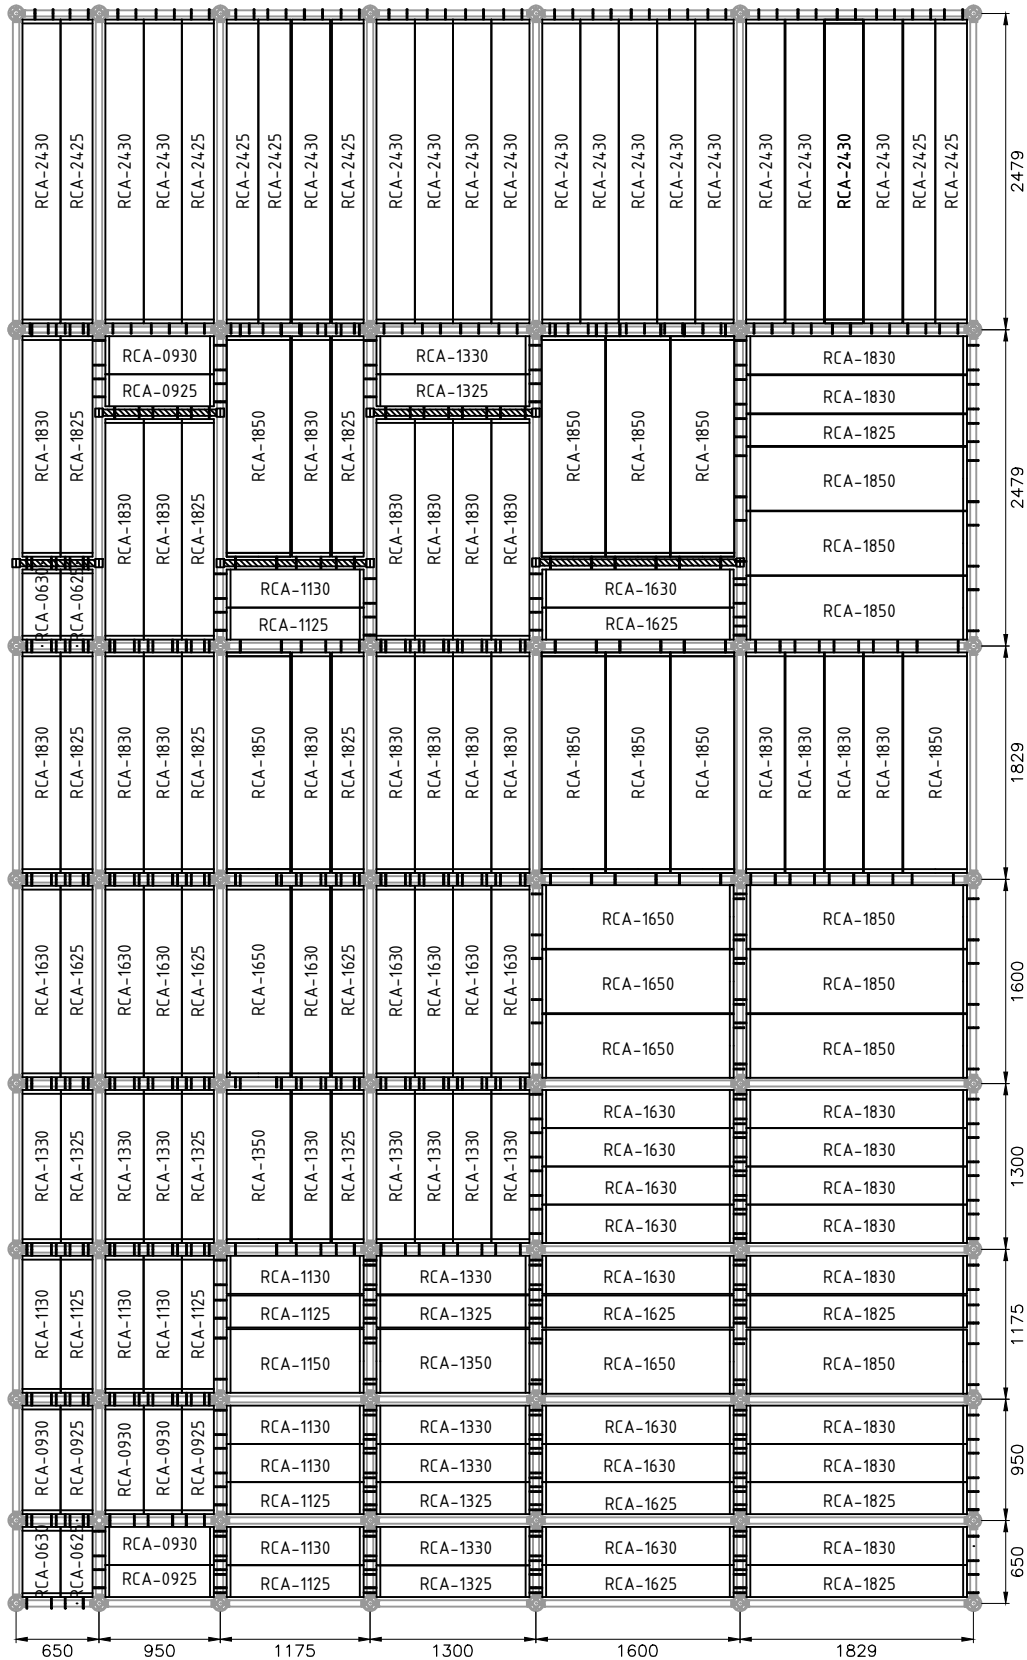 RCA-2430 RCA-2425 RCA-2430 RCA-2430 RCA-2425 RCA-2425 RCA-2425 RCA-2430 RCA-2425 RCA-2430 RCA-2430 RCA-2430 RCA-2430 RCA-2430 RCA-2430 RCA-2430 RCA-2430 RCA-2430 RCA-2430 RCA-2430 RCA-2430 RCA-2430 RCA-2425 RCA-2425 2479
RCA-0930 RCA-1330 RCA-1830
RCA-0925 RCA-1325 RCA-1830
RCA-1825
RCA-1830 RCA-1825 RCA-1850 RCA-1830 RCA-1825 RCA-1850 RCA-1850 RCA-1850 RCA-1850 2479
RCA-1830 RCA-1830 RCA-1825 RCA-1830 RCA-1830 RCA-1830 RCA-1830 RCA-1850
RCA-0630 RCA-0625 RCA-1130 RCA-1630 RCA-1850
RCA-1125 RCA-1625
RCA-1830 RCA-1825 RCA-1830 RCA-1830 RCA-1825 RCA-1850 RCA-1830 RCA-1825 RCA-1830 RCA-1830 RCA-1830 RCA-1830 RCA-1850 RCA-1850 RCA-1850 RCA-1830 RCA-1830 RCA-1830 RCA-1830 RCA-1850 1829
RCA-1650 RCA-1850
RCA-1630 RCA-1625 RCA-1630 RCA-1630 RCA-1625 RCA-1650 RCA-1630 RCA-1625 RCA-1630 RCA-1630 RCA-1630 RCA-1630 RCA-1650 RCA-1850 1600
RCA-1650 RCA-1850
RCA-1630 RCA-1830
RCA-1330 RCA-1325 RCA-1330 RCA-1330 RCA-1325 RCA-1350 RCA-1330 RCA-1325 RCA-1330 RCA-1330 RCA-1330 RCA-1330 RCA-1630 RCA-1830 1300
RCA-1630 RCA-1830
RCA-1630 RCA-1830
RCA-1130 RCA-1330 RCA-1630 RCA-1830
RCA-1130 RCA-1125 RCA-1130 RCA-1130 RCA-1125 RCA-1125 RCA-1325 RCA-1625 RCA-1825 1175
RCA-1150 RCA-1350 RCA-1650 RCA-1850
RCA-1130 RCA-1330 RCA-1630 RCA-1830
RCA-0930 RCA-0925 RCA-0930 RCA-0930 RCA-0925 RCA-1130 RCA-1330 RCA-1630 RCA-1830 950
RCA-1125 RCA-1325 RCA-1625 RCA-1825
RCA-0630 RCA-0625 RCA-0930 RCA-1130 RCA-1330 RCA-1630 RCA-1830 650
RCA-0925 RCA-1125 RCA-1325 RCA-1625 RCA-1825
650 950 1175 1300 1600 1829